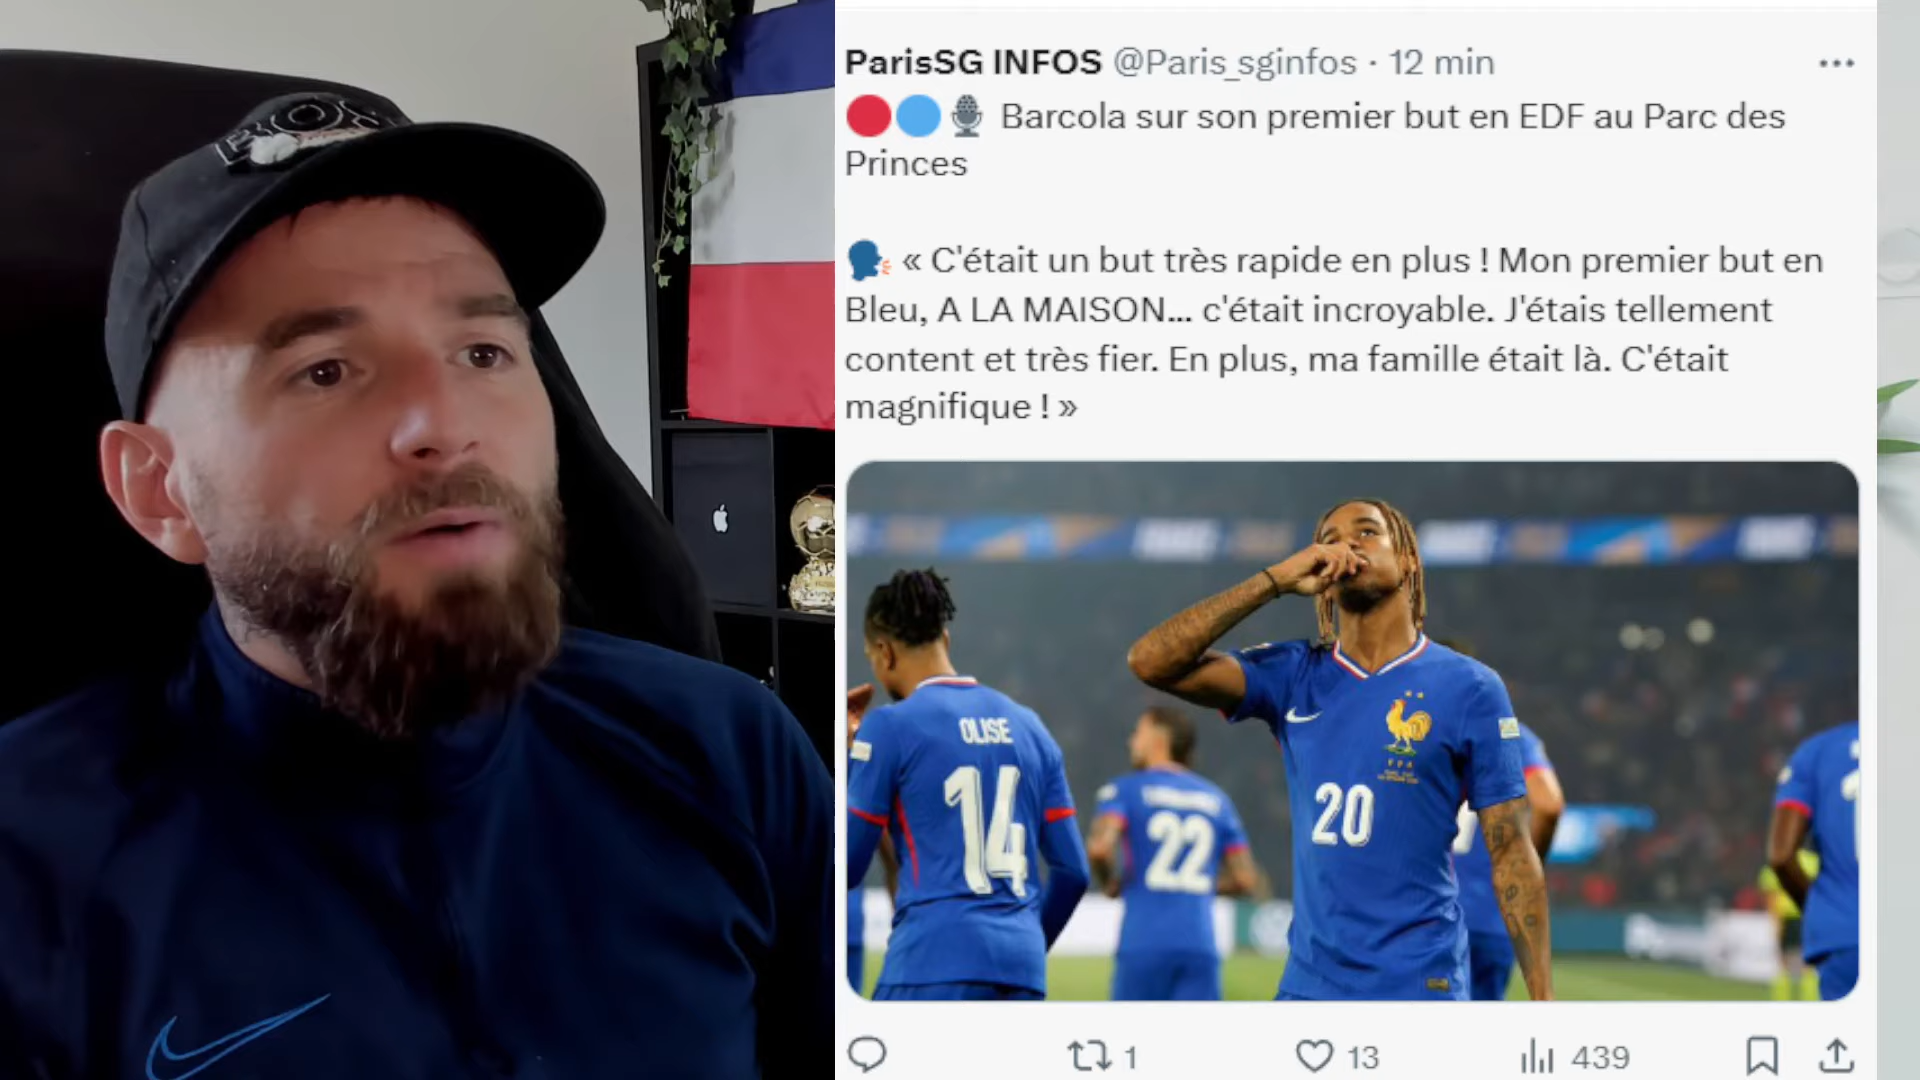 ParisSG INFOS @Paris_sginfos · 12 min
Barcola sur son premier but en EDF au Parc des
Princes
« C'était un but très rapide en plus ! Mon premier but en
Bleu, A LA MAISON... c'était incroyable. J'étais tellement
content et très fier. En plus, ma famille était là. C'était
magnifique ! »
OLISE
14
22
20
FFF
1
13
439